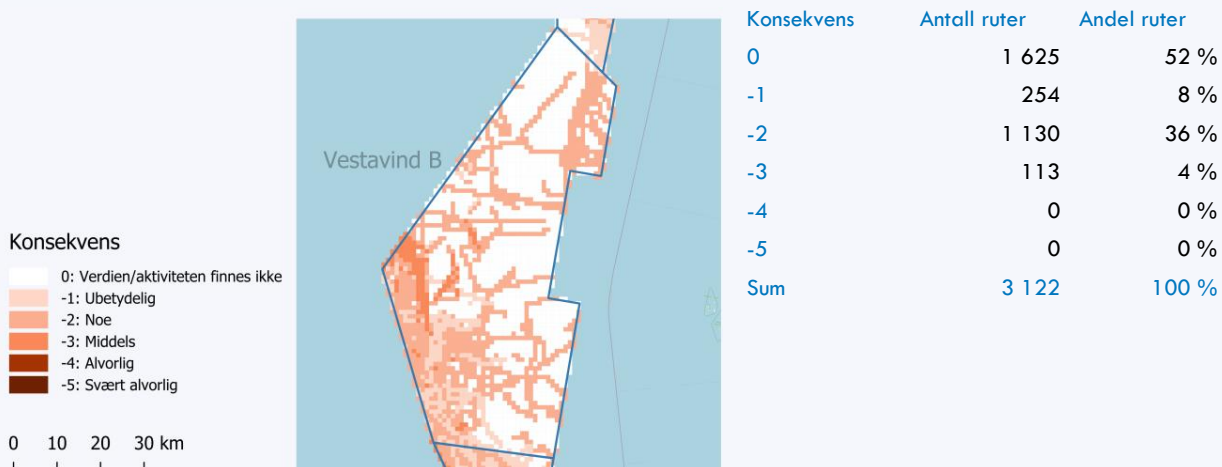 Konsekvens Antall ruter Andel ruter
0 1 625 52 %
-1 254 8 %
-2 1 130 36 %
-3 113 4 %
-4 0 0 %
-5 0 0 %
Sum 3 122 100 %
Vestavind B
Konsekvens
0: Verdien/aktiviteten finnes ikke
-1: Ubetydelig
-2: Noe
-3: Middels
-4: Alvorlig
-5: Svært alvorlig
0 10 20 30 km